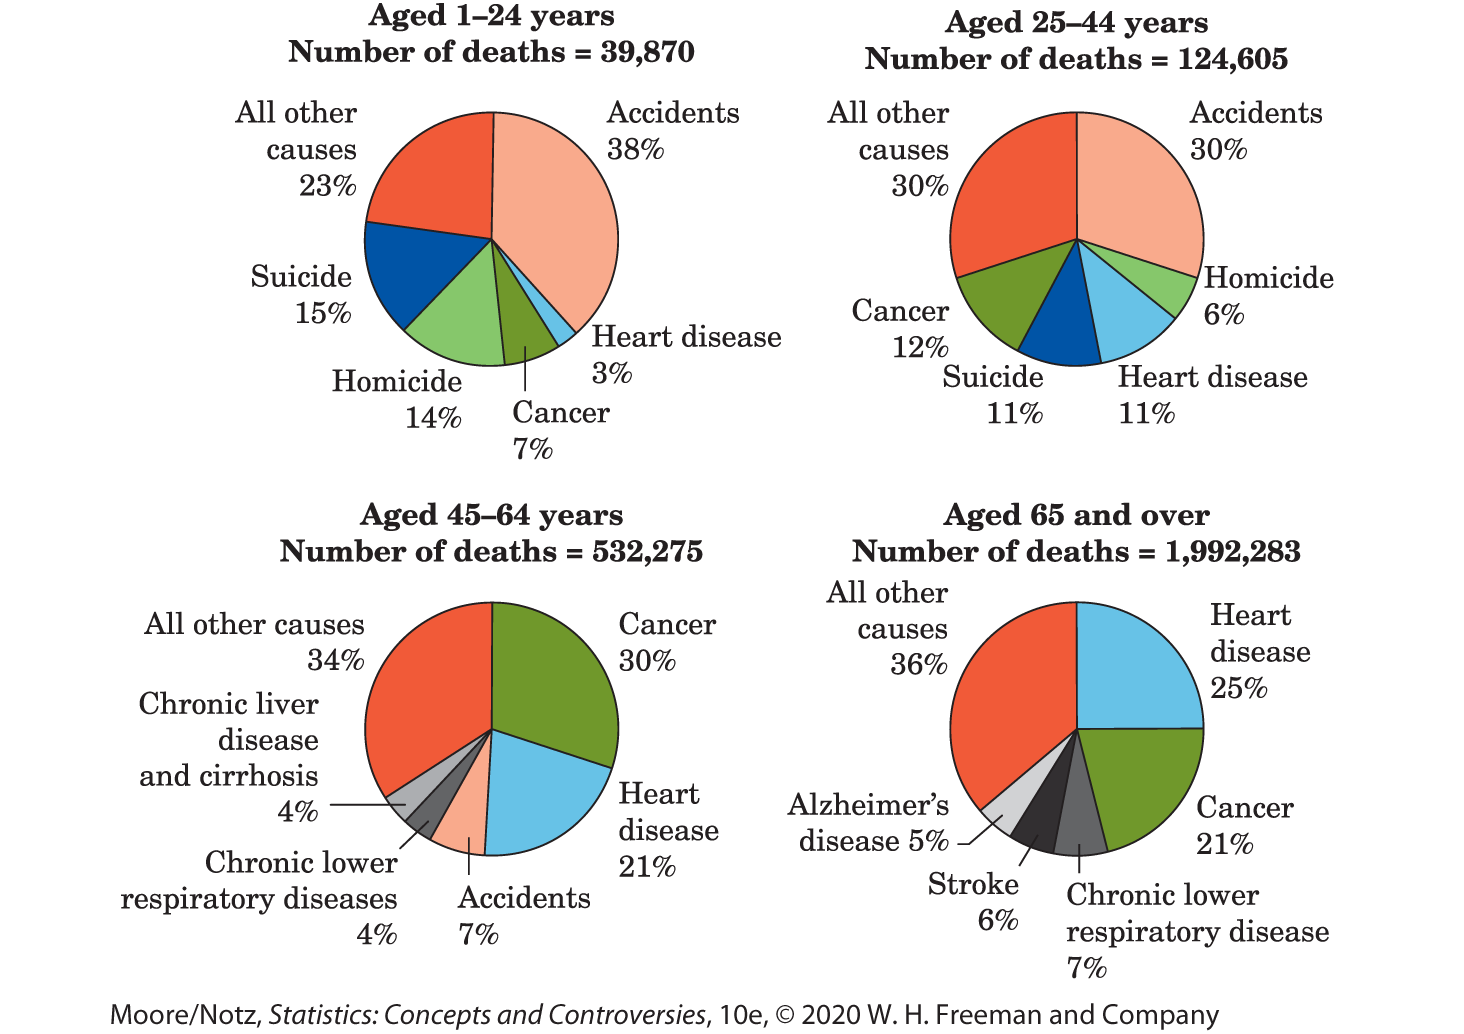 Aged 1–24 years
Number of deaths = 39,870
All other
causes
23%
Accidents
38%
Suicide
15%
Homicide
14%
Cancer
7%
Heart disease
3%
Aged 25–44 years
Number of deaths = 124,605
All other
causes
30%
Accidents
30%
Homicide
6%
Cancer
12%
Suicide
11%
Heart disease
11%
Aged 45–64 years
Number of deaths = 532,275
All other causes
34%
Cancer
30%
Chronic liver
disease
and cirrhosis
4%
Heart
disease
21%
Chronic lower
respiratory diseases
4%
Accidents
7%
Aged 65 and over
Number of deaths = 1,992,283
All other
causes
36%
Heart
disease
25%
Alzheimer’s
disease 5%
Cancer
21%
Stroke
6%
Chronic lower
respiratory disease
7%
Moore/Notz, Statistics: Concepts and Controversies, 10e, © 2020 W. H. Freeman and Company